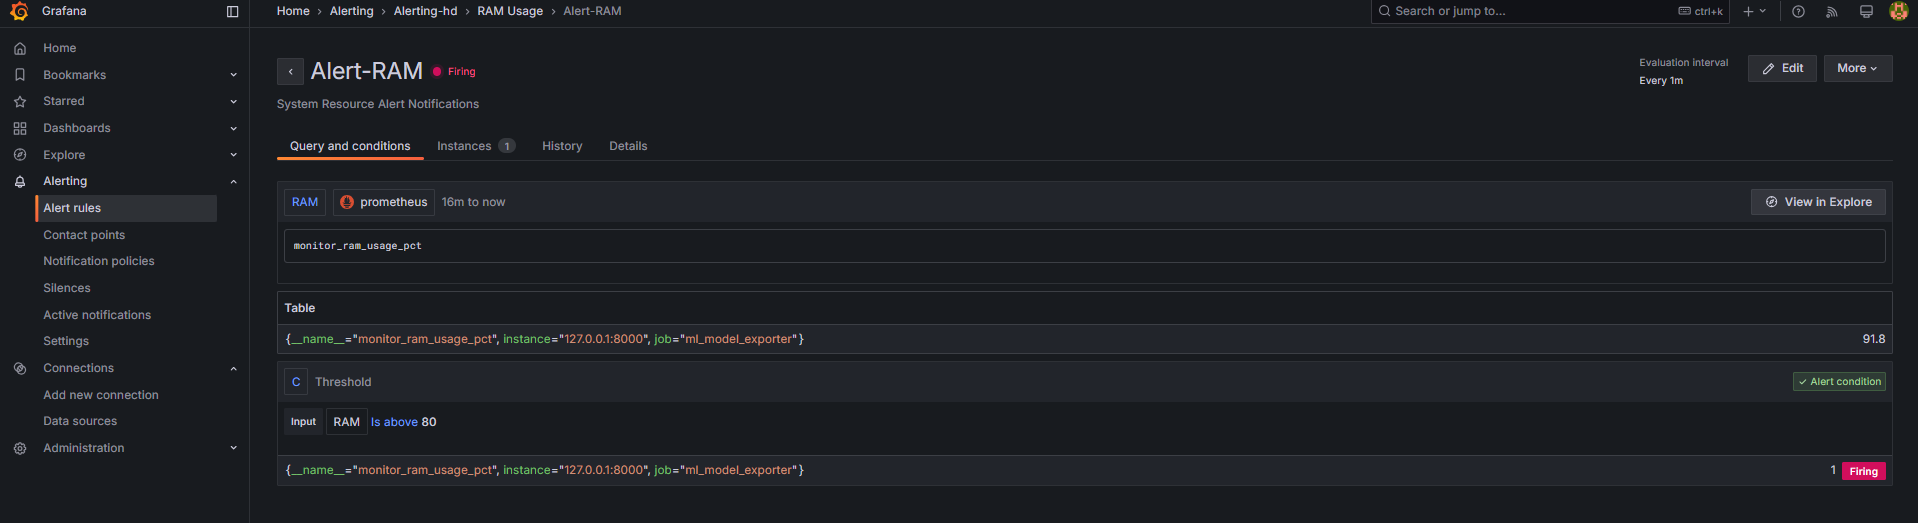 Grafana
Home > Alerting > Alerting-hd > RAM Usage > Alert-RAM
Search or jump to... ctrl+k
Home
Bookmarks
Starred
Dashboards
Explore
Alerting
Alert rules
Contact points
Notification policies
Silences
Active notifications
Settings
Connections
Add new connection
Data sources
Administration
Alert-RAM Firing
Evaluation interval
Every 1m
Edit
More
System Resource Alert Notifications
Query and conditions Instances 1 History Details
RAM prometheus 16m to now View in Explore
monitor_ram_usage_pct
Table
{__name__="monitor_ram_usage_pct", instance="127.0.0.1:8000", job="ml_model_exporter"} 91.8
C Threshold Alert condition
Input RAM Is above 80
{__name__="monitor_ram_usage_pct", instance="127.0.0.1:8000", job="ml_model_exporter"} 1 Firing